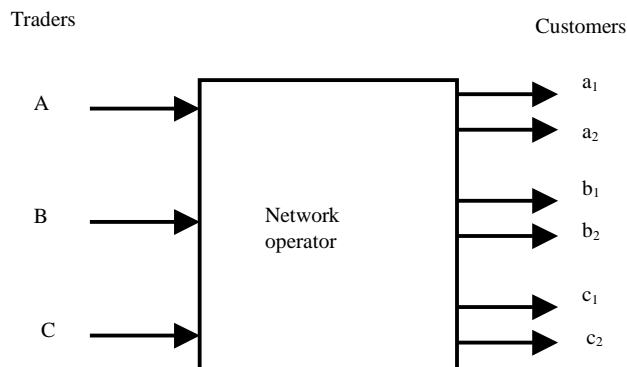 Traders
Customers
A
a₁
a₂
B
b₁
b₂
Network
operator
C
c₁
c₂